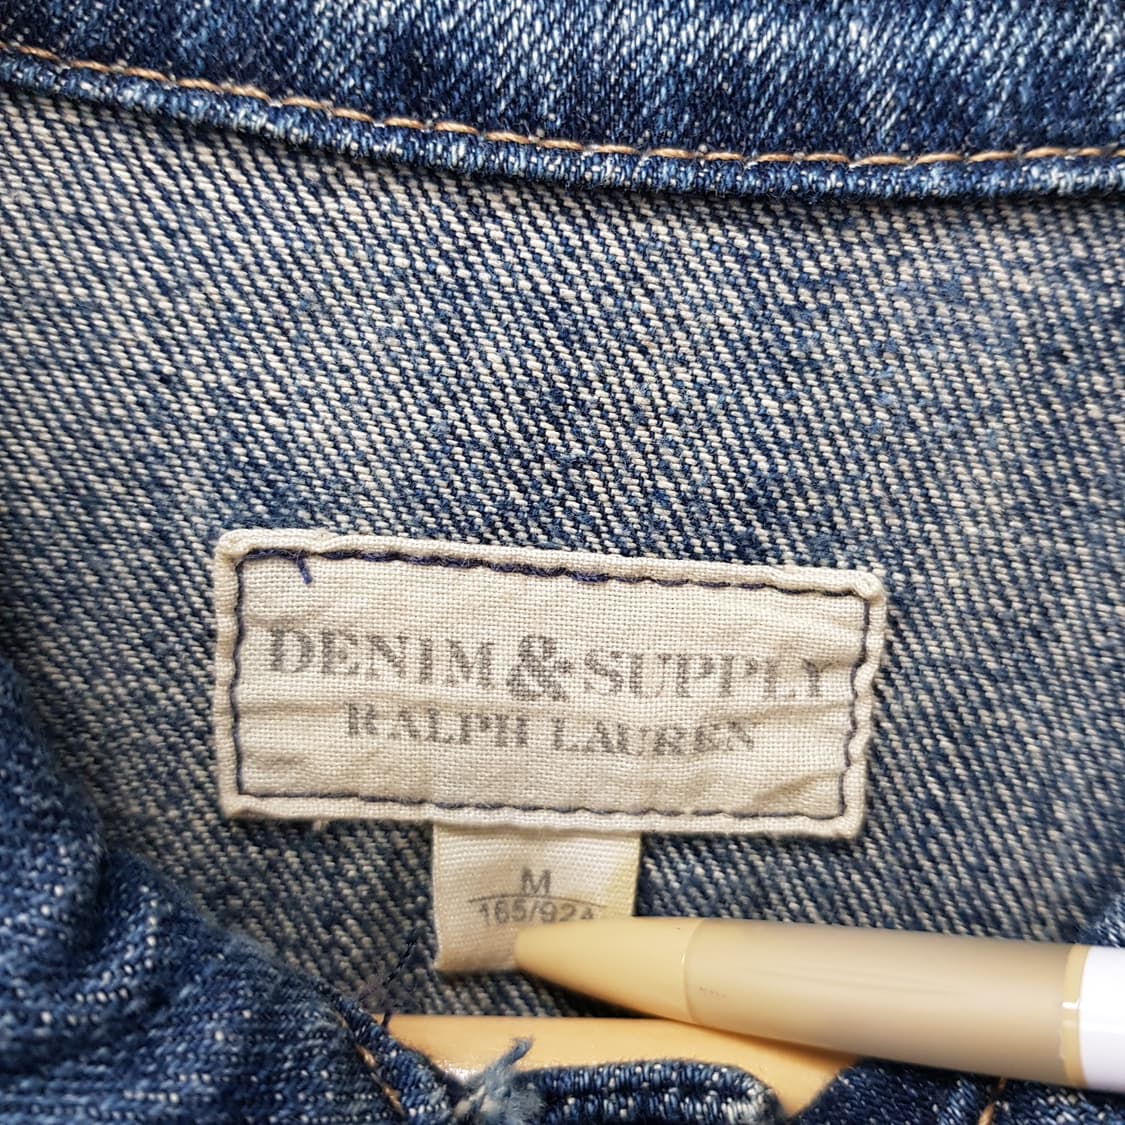 DENIM & SUPPLY
RALPH LAUREN
M
165/92A